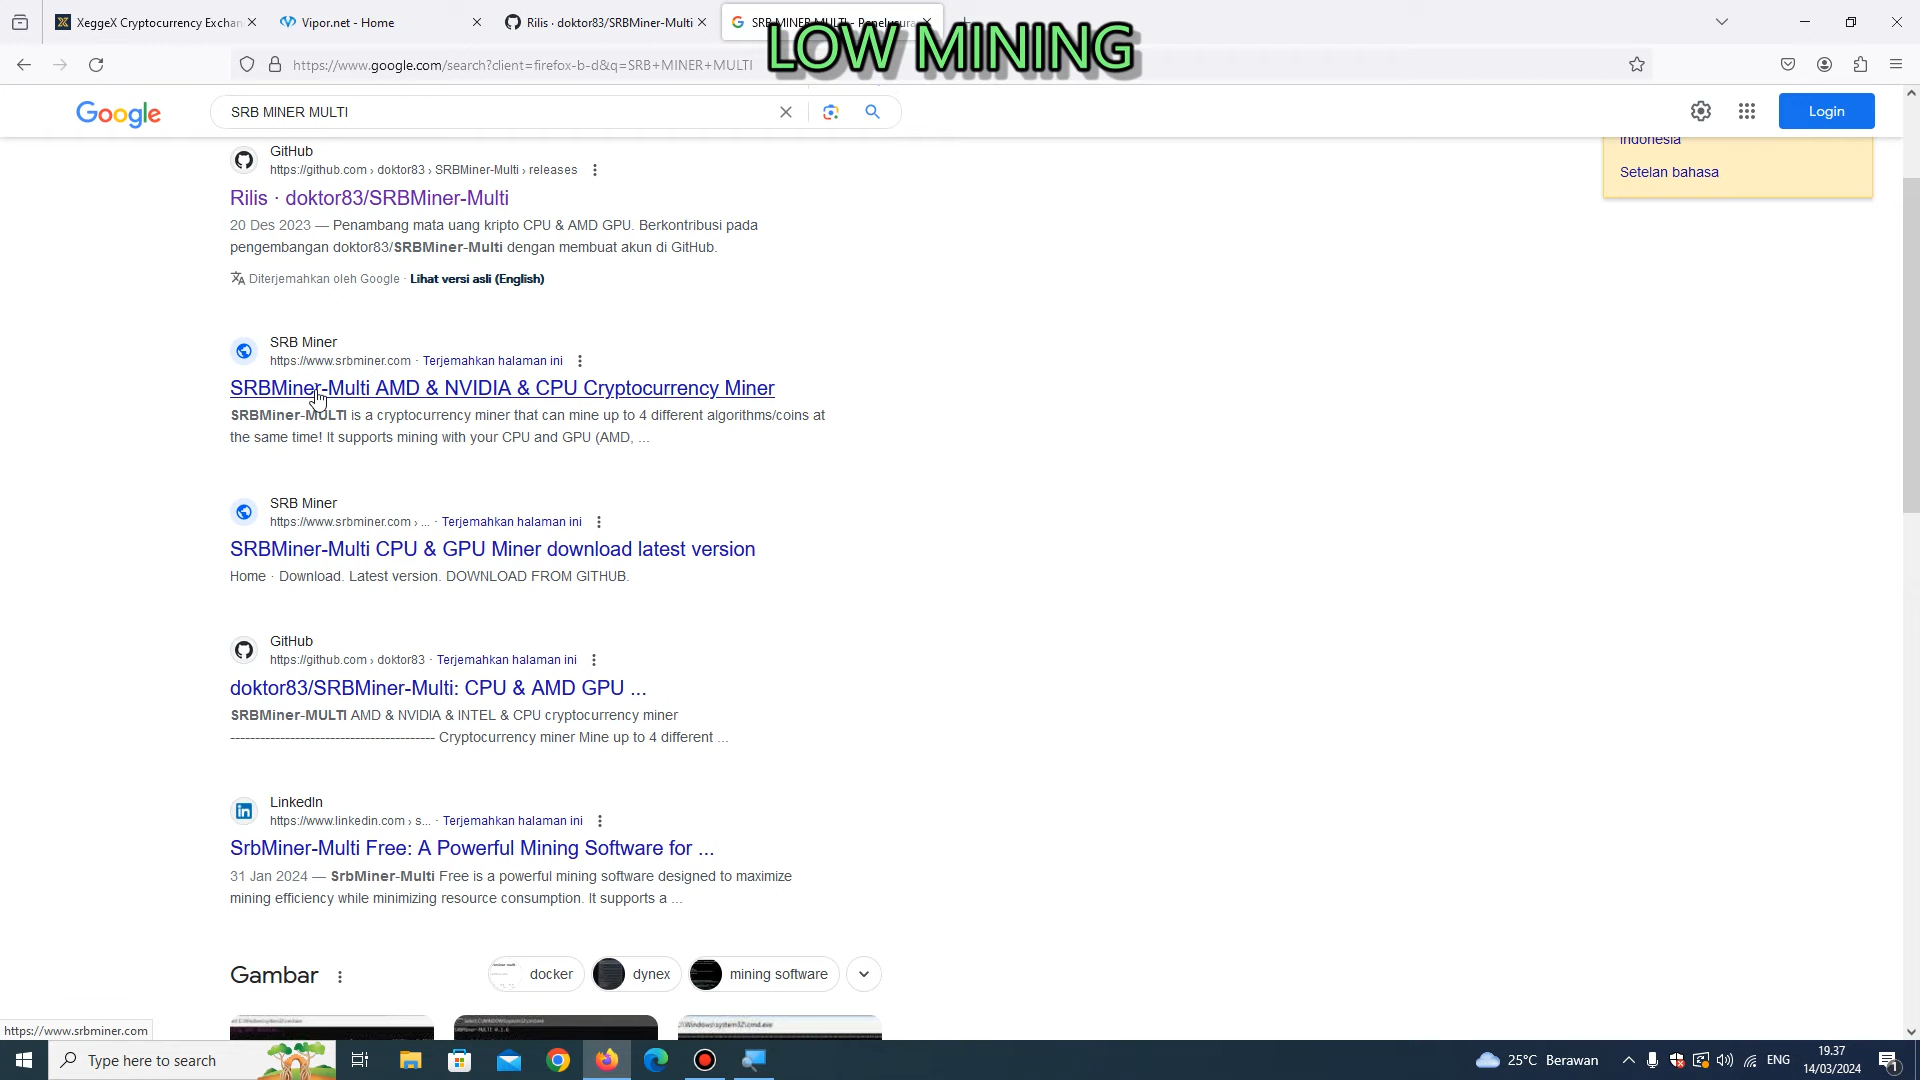 XeggeX Cryptocurrency Exchan
Vipor.net - Home
Rilis · doktor83/SRBMiner-Multi
SRB MINER MULTI - Penelusura
LOW MINING
https://www.google.com/search?client=firefox-b-d&q=SRB+MINER+MULTI
Google
SRB MINER MULTI
Login
Indonesia
Setelan bahasa
GitHub
https://github.com › doktor83 › SRBMiner-Multi › releases
Rilis · doktor83/SRBMiner-Multi
20 Des 2023 — Penambang mata uang kripto CPU & AMD GPU. Berkontribusi pada
pengembangan doktor83/SRBMiner-Multi dengan membuat akun di GitHub.
Diterjemahkan oleh Google · Lihat versi asli (English)
SRB Miner
https://www.srbminer.com · Terjemahkan halaman ini
SRBMiner-Multi AMD & NVIDIA & CPU Cryptocurrency Miner
SRBMiner-MULTI is a cryptocurrency miner that can mine up to 4 different algorithms/coins at
the same time! It supports mining with your CPU and GPU (AMD, ...
SRB Miner
https://www.srbminer.com › ... · Terjemahkan halaman ini
SRBMiner-Multi CPU & GPU Miner download latest version
Home · Download. Latest version. DOWNLOAD FROM GITHUB.
GitHub
https://github.com › doktor83 · Terjemahkan halaman ini
doktor83/SRBMiner-Multi: CPU & AMD GPU ...
SRBMiner-MULTI AMD & NVIDIA & INTEL & CPU cryptocurrency miner
----------------------------------------- Cryptocurrency miner Mine up to 4 different ...
LinkedIn
https://www.linkedin.com › s... · Terjemahkan halaman ini
SrbMiner-Multi Free: A Powerful Mining Software for ...
31 Jan 2024 — SrbMiner-Multi Free is a powerful mining software designed to maximize
mining efficiency while minimizing resource consumption. It supports a ...
Gambar
docker
dynex
mining software
https://www.srbminer.com
Type here to search
25°C Berawan
ENG
19.37
14/03/2024
1